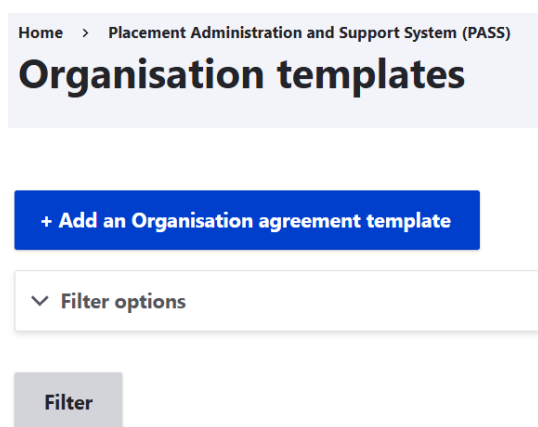 Home > Placement Administration and Support System (PASS)
Organisation templates
+ Add an Organisation agreement template
Filter options
Filter